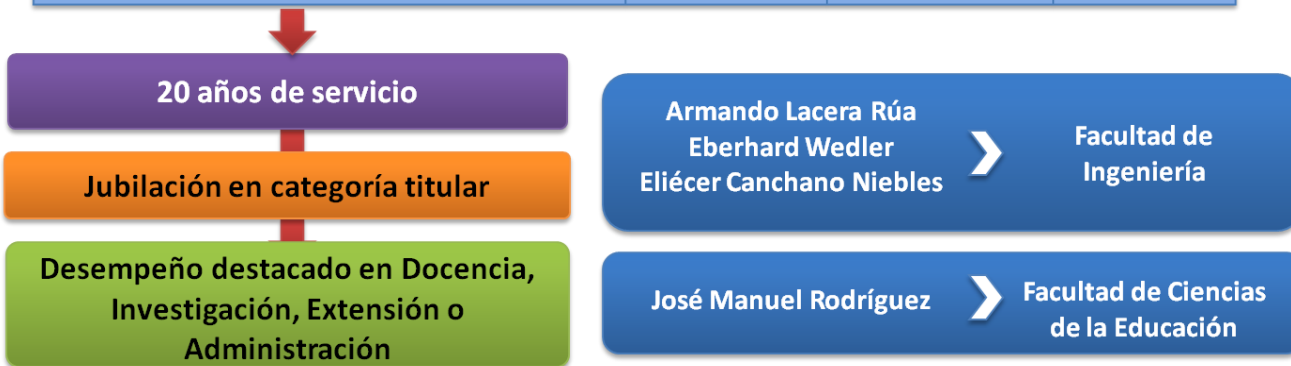 20 años de servicio
Jubilación en categoría titular
Desempeño destacado en Docencia,
Investigación, Extensión o
Administración
Armando Lacera Rúa
Eberhard Wedler
Eliécer Canchano Niebles
Facultad de
Ingeniería
José Manuel Rodríguez
Facultad de Ciencias
de la Educación